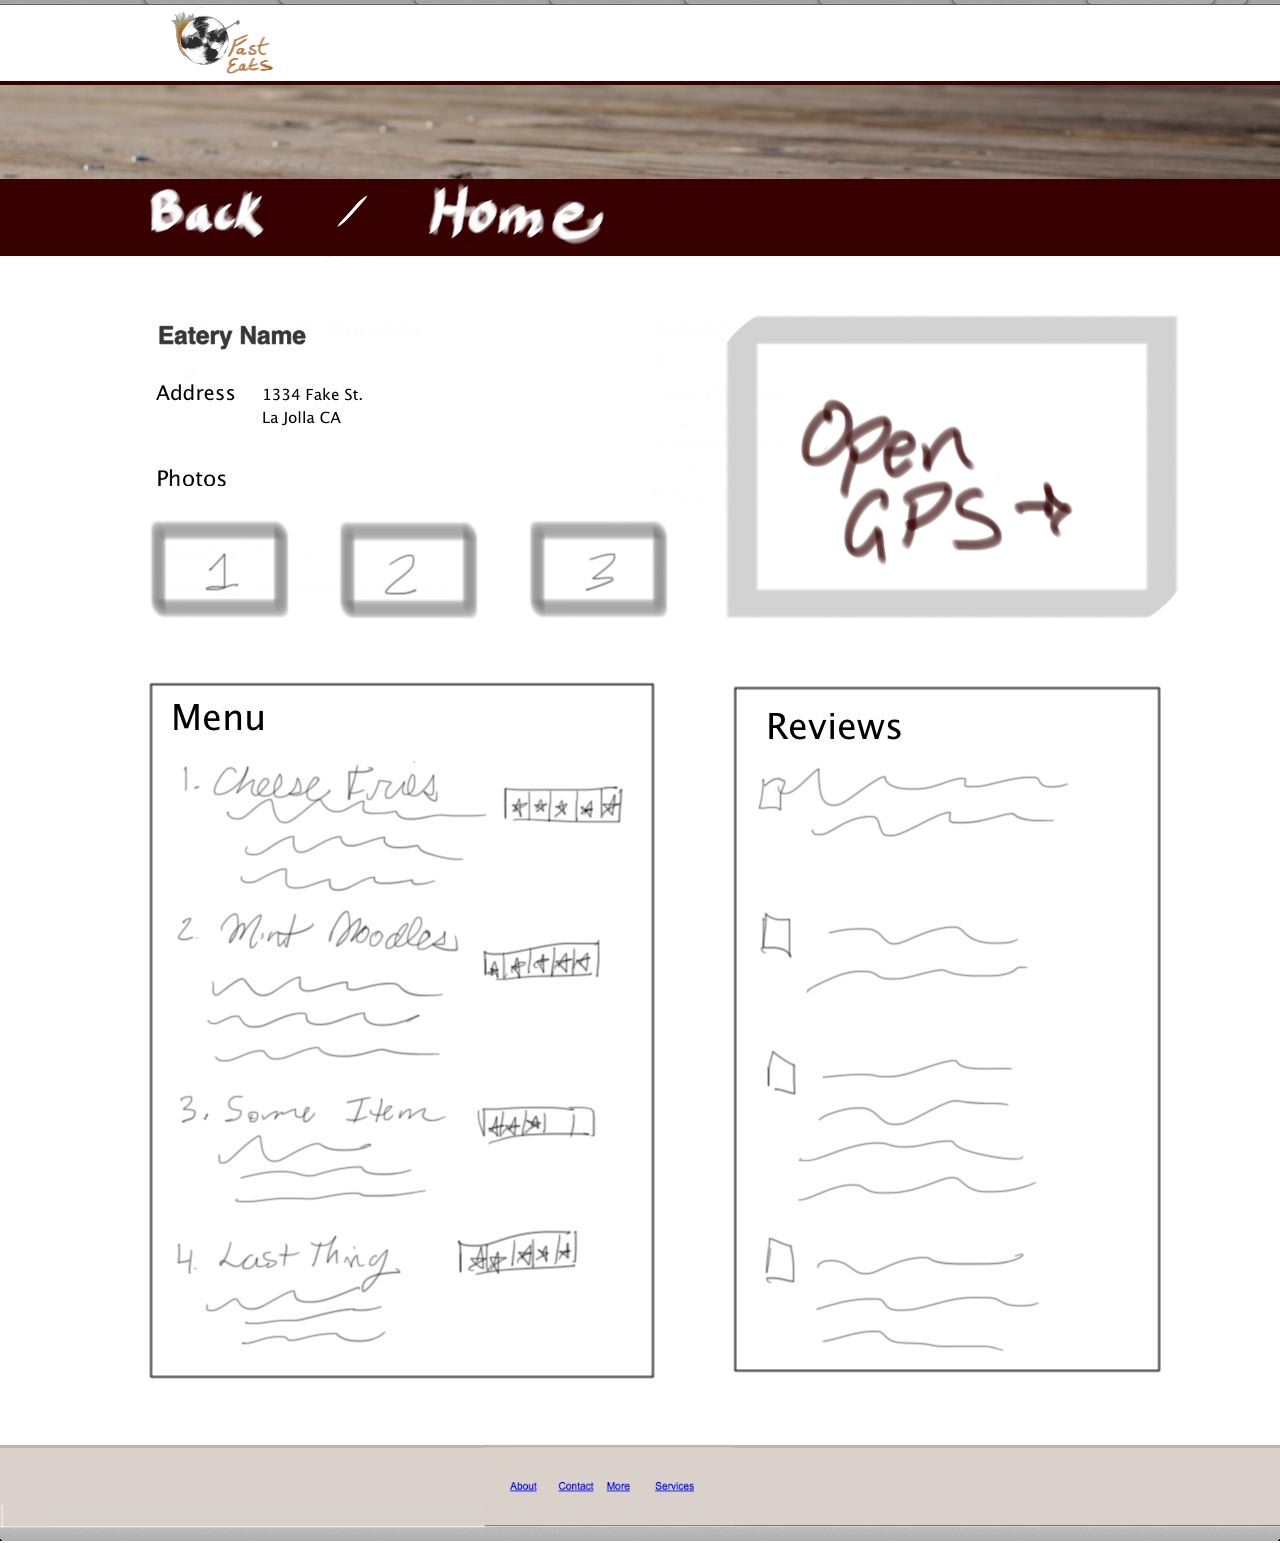 Fast
Eats
Back / Home
Eatery Name
Address 1334 Fake St.
La Jolla CA
Photos
1 2 3
Open
GPS →
Menu
1. Cheese Fries
2. Mint Noodles
3. Some Item
4. Last Thing
Reviews
About Contact More Services